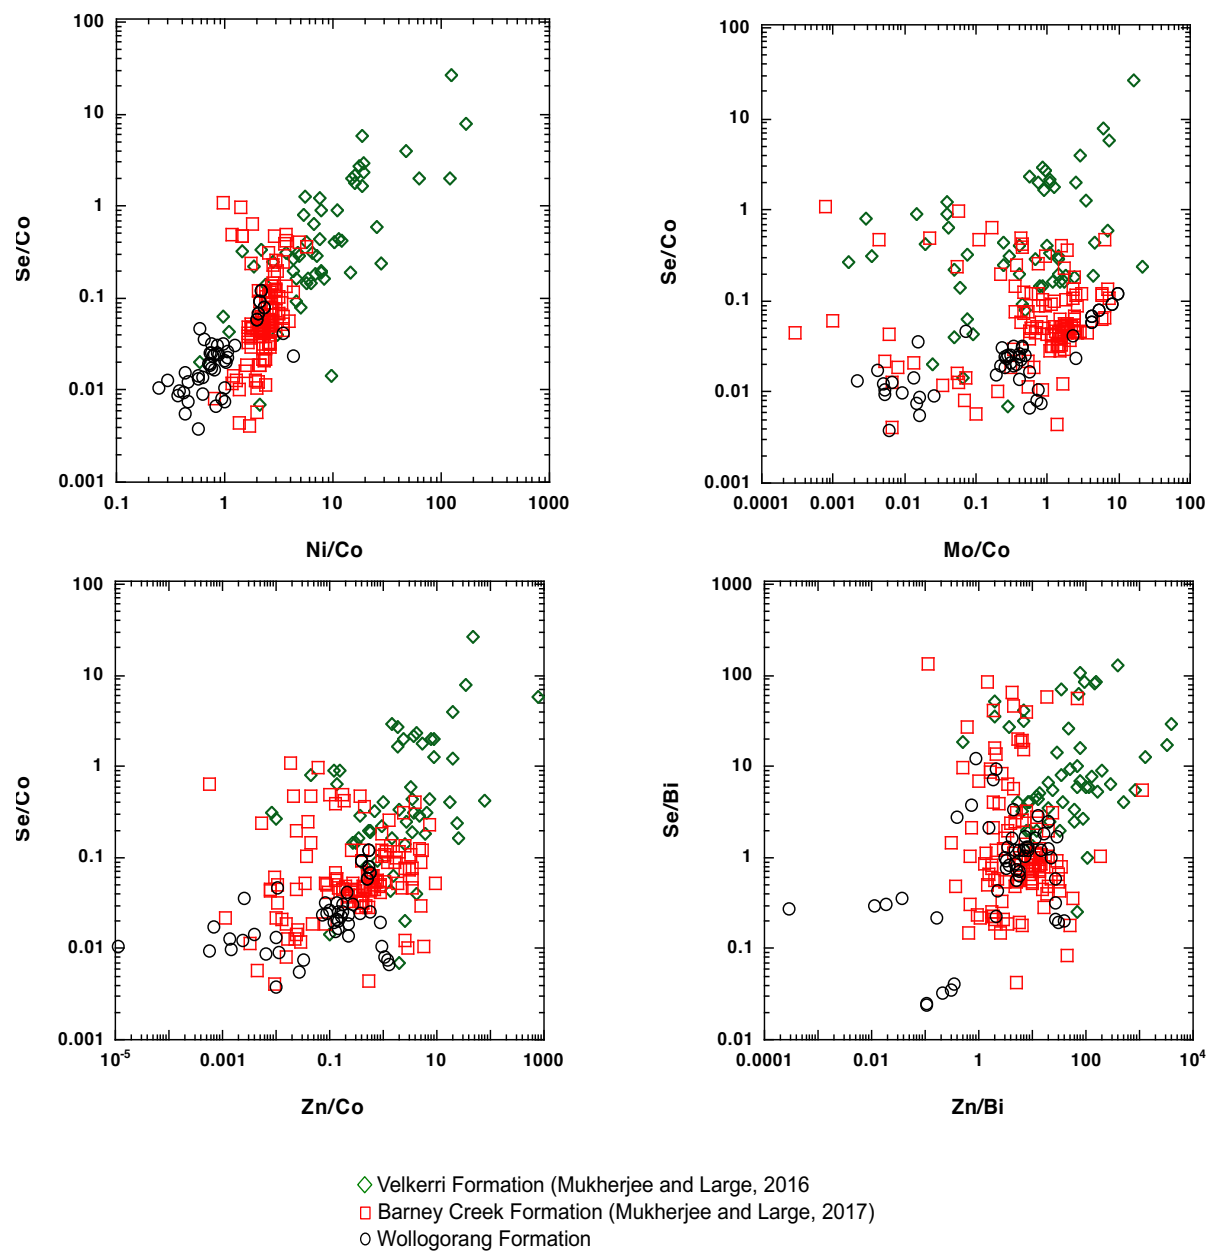 100
10
1
0.1
0.01
0.001
Se/Co
0.1 1 10 100 1000
Ni/Co
100
10
1
0.1
0.01
0.001
Se/Co
0.0001 0.001 0.01 0.1 1 10 100
Mo/Co
100
10
1
0.1
0.01
0.001
Se/Co
10-5 0.001 0.1 10 1000
Zn/Co
1000
100
10
1
0.1
0.01
Se/Bi
0.0001 0.01 1 100 10⁴
Zn/Bi
Velkerri Formation (Mukherjee and Large, 2016
Barney Creek Formation (Mukherjee and Large, 2017)
Wollogorang Formation